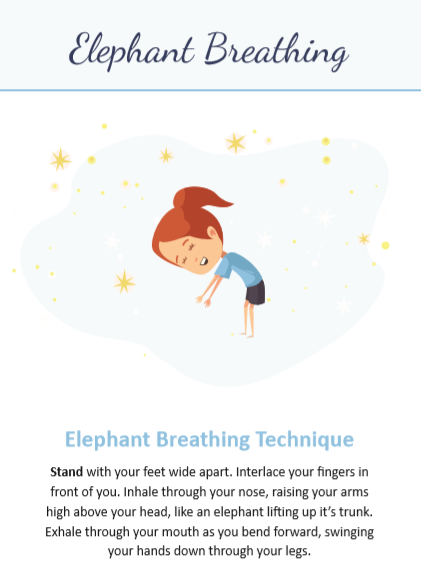 Elephant Breathing
Elephant Breathing Technique
Stand with your feet wide apart. Interlace your fingers in
front of you. Inhale through your nose, raising your arms
high above your head, like an elephant lifting up it's trunk.
Exhale through your mouth as you bend forward, swinging
your hands down through your legs.